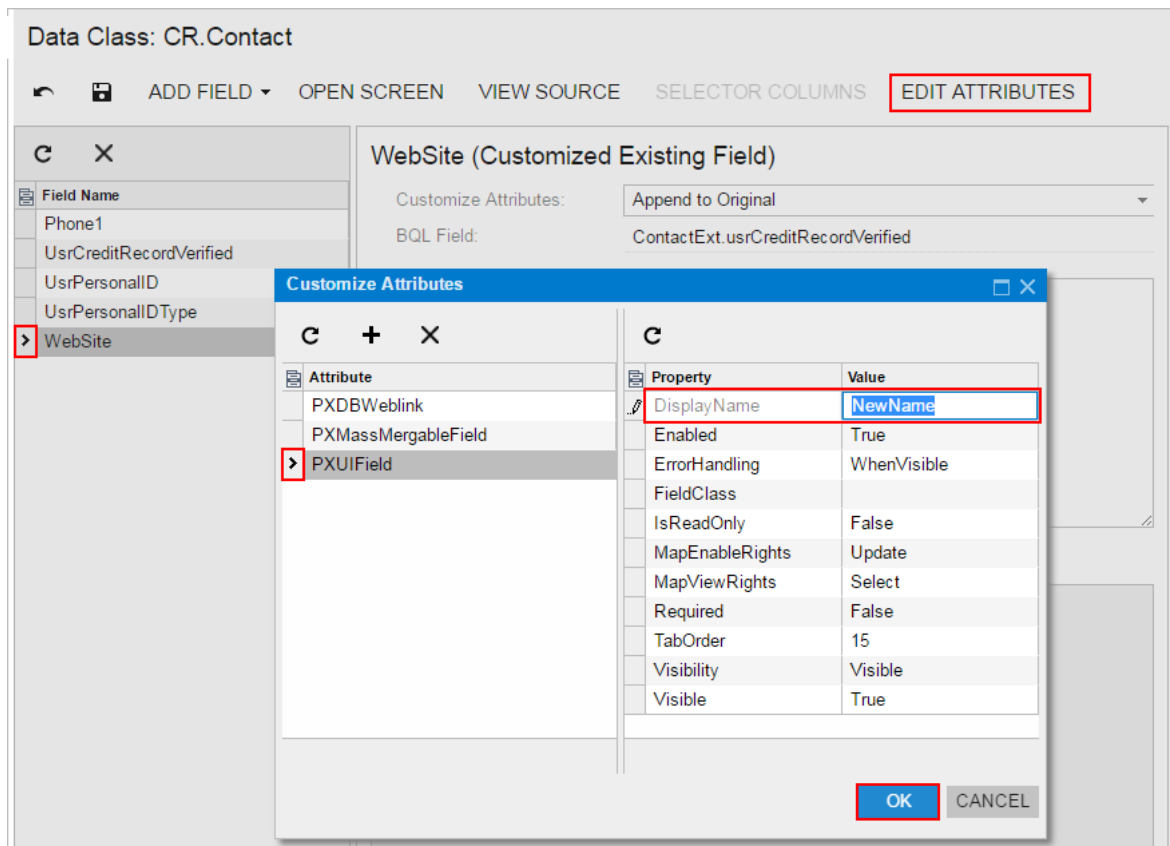 Data Class: CR.Contact
ADD FIELD OPEN SCREEN VIEW SOURCE SELECTOR COLUMNS EDIT ATTRIBUTES
Field Name
Phone1
UsrCreditRecordVerified
UsrPersonalID
UsrPersonalIDType
WebSite
WebSite (Customized Existing Field)
Customize Attributes: Append to Original
BQL Field: ContactExt.usrCreditRecordVerified
Customize Attributes
Attribute
PXDBWeblink
PXMassMergableField
PXUIField
Property Value
DisplayName NewName
Enabled True
ErrorHandling WhenVisible
FieldClass
IsReadOnly False
MapEnableRights Update
MapViewRights Select
Required False
TabOrder 15
Visibility Visible
Visible True
OK CANCEL